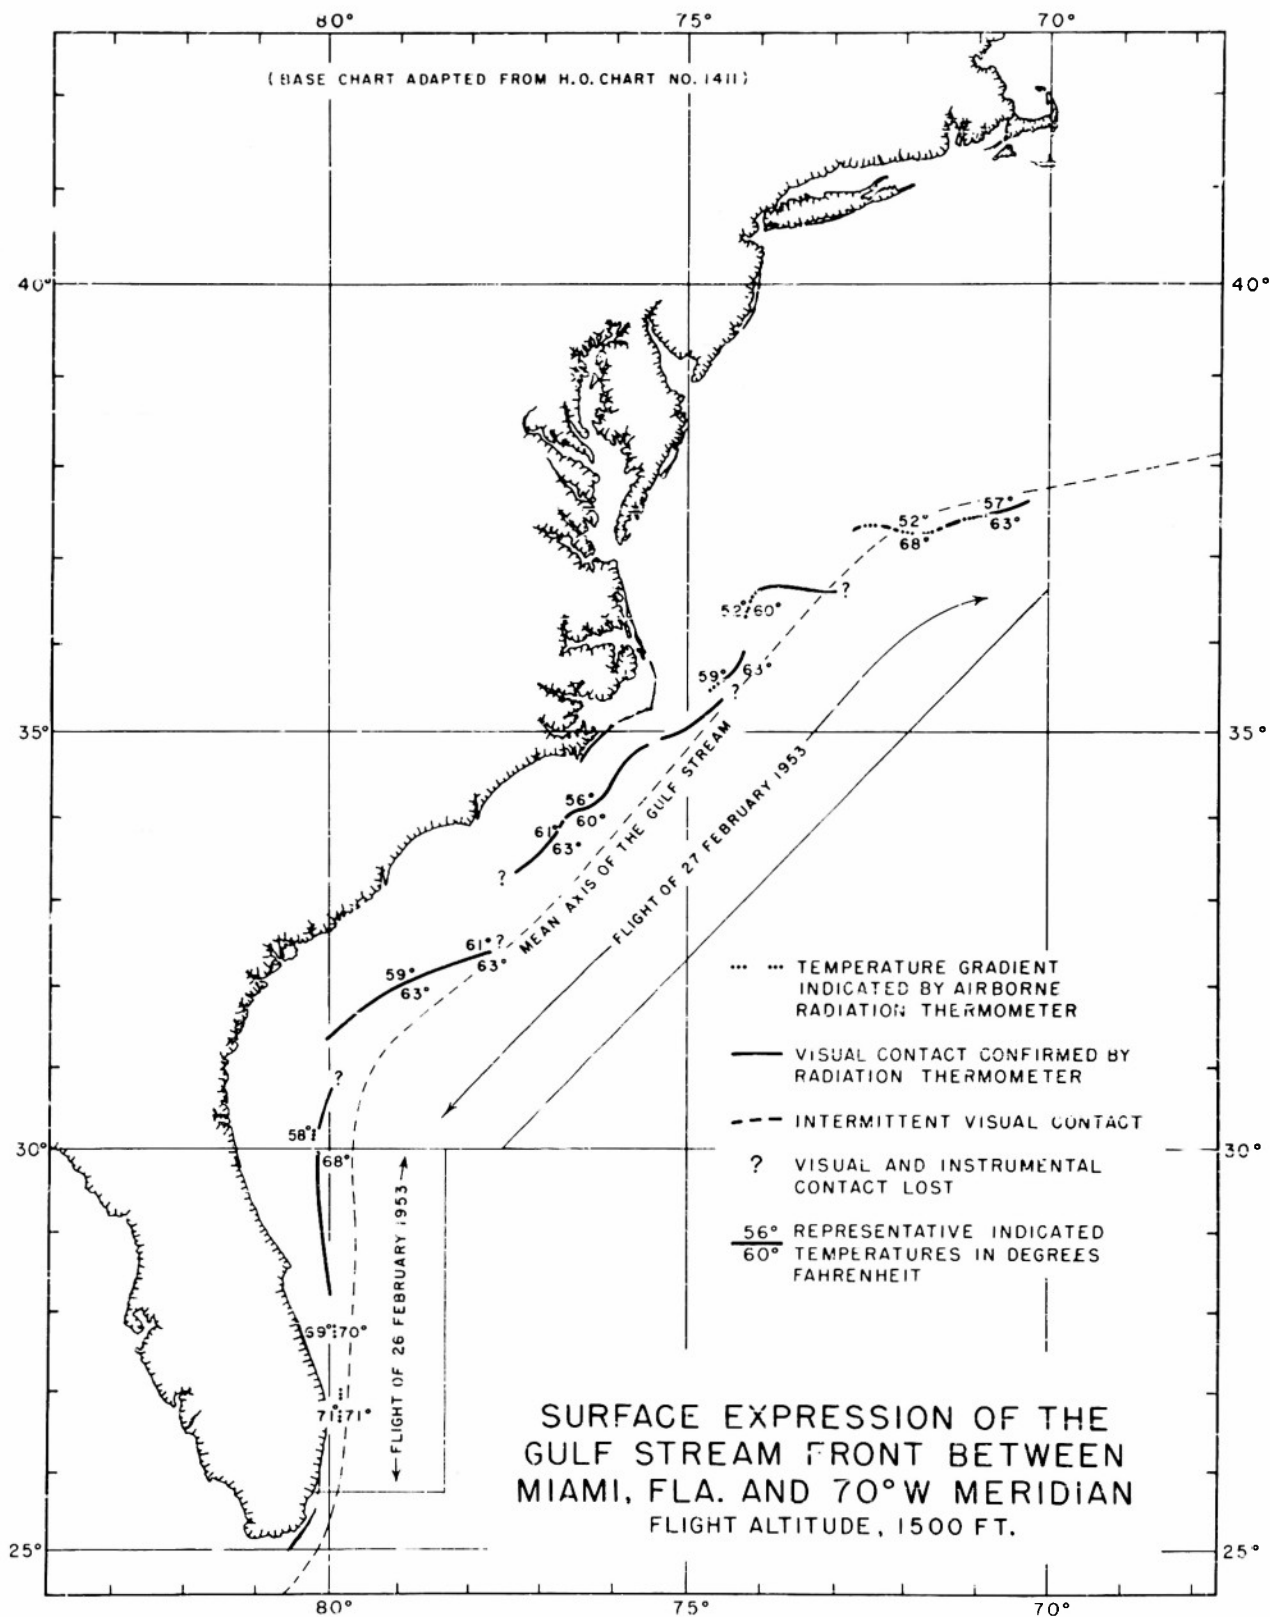 80° 75° 70°
(BASE CHART ADAPTED FROM H.O. CHART NO. 1411)
40° 40°
57°
52°
63°
68°
?
52° 60°
59° 63°
?
35° 35°
56°
60°
61°
63°
?
MEAN AXIS OF THE GULF STREAM
FLIGHT OF 27 FEBRUARY 1953
61° ?
59° 63°
63°
TEMPERATURE GRADIENT
INDICATED BY AIRBORNE
RADIATION THERMOMETER
VISUAL CONTACT CONFIRMED BY
RADIATION THERMOMETER
INTERMITTENT VISUAL CONTACT
? VISUAL AND INSTRUMENTAL
CONTACT LOST
56° REPRESENTATIVE INDICATED
60° TEMPERATURES IN DEGREES
FAHRENHEIT
?
58°
30° 30°
68°
FLIGHT OF 26 FEBRUARY 1953
69° 70°
71° 71°
SURFACE EXPRESSION OF THE
GULF STREAM FRONT BETWEEN
MIAMI, FLA. AND 70°W MERIDIAN
FLIGHT ALTITUDE, 1500 FT.
25° 25°
80° 75° 70°